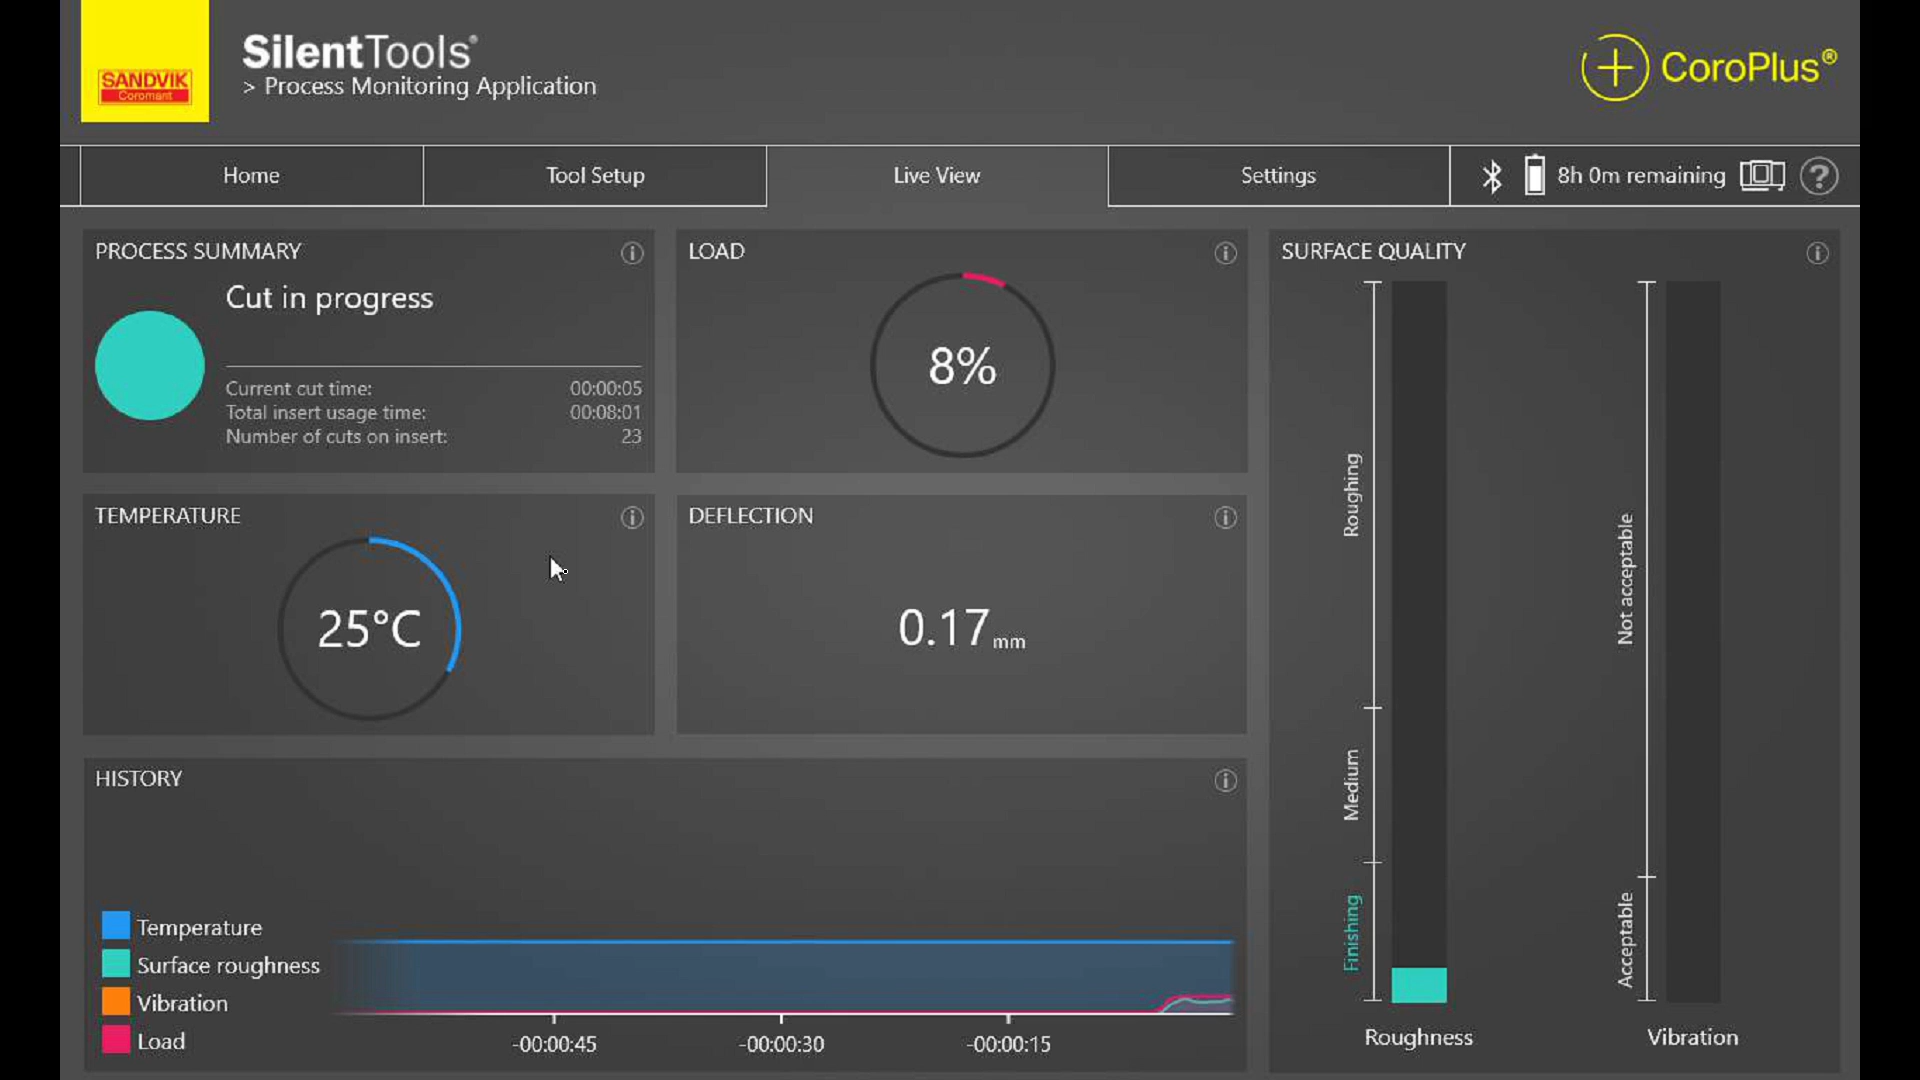 SANDVIK
Coromant
SilentTools®
> Process Monitoring Application
CoroPlus®
Home
Tool Setup
Live View
Settings
8h 0m remaining
?
PROCESS SUMMARY
Cut in progress
Current cut time: 00:00:05
Total insert usage time: 00:08:01
Number of cuts on insert: 23
LOAD
8%
SURFACE QUALITY
Roughing
Medium
Finishing
Roughness
Not acceptable
Acceptable
Vibration
TEMPERATURE
25°C
DEFLECTION
0.17 mm
HISTORY
Temperature
Surface roughness
Vibration
Load
-00:00:45
-00:00:30
-00:00:15